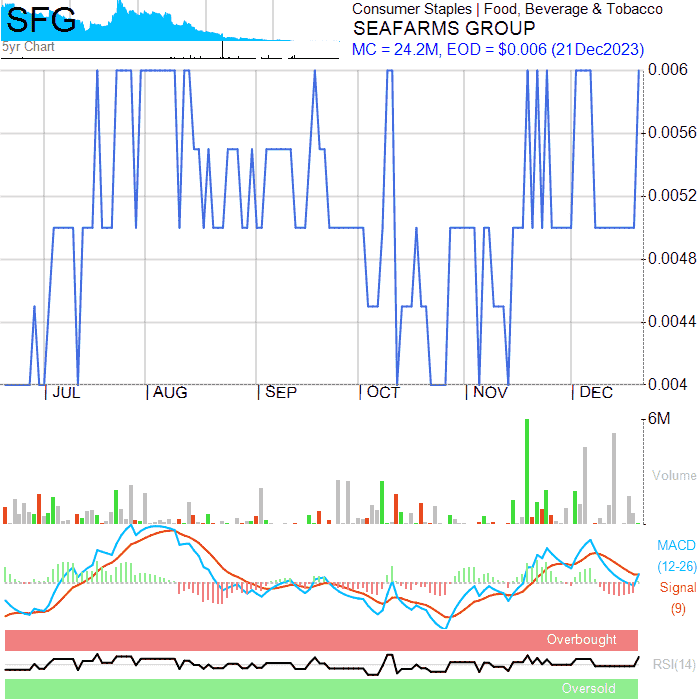 SFG
5yr Chart
Consumer Staples | Food, Beverage & Tobacco
SEAFARMS GROUP
MC = 24.2M, EOD = $0.006 (21Dec2023)
0.006
0.0056
0.0052
0.0048
0.0044
0.004
JUL AUG SEP OCT NOV DEC
6M
Volume
MACD
(12-26)
Signal
(9)
Overbought
RSI(14)
Oversold